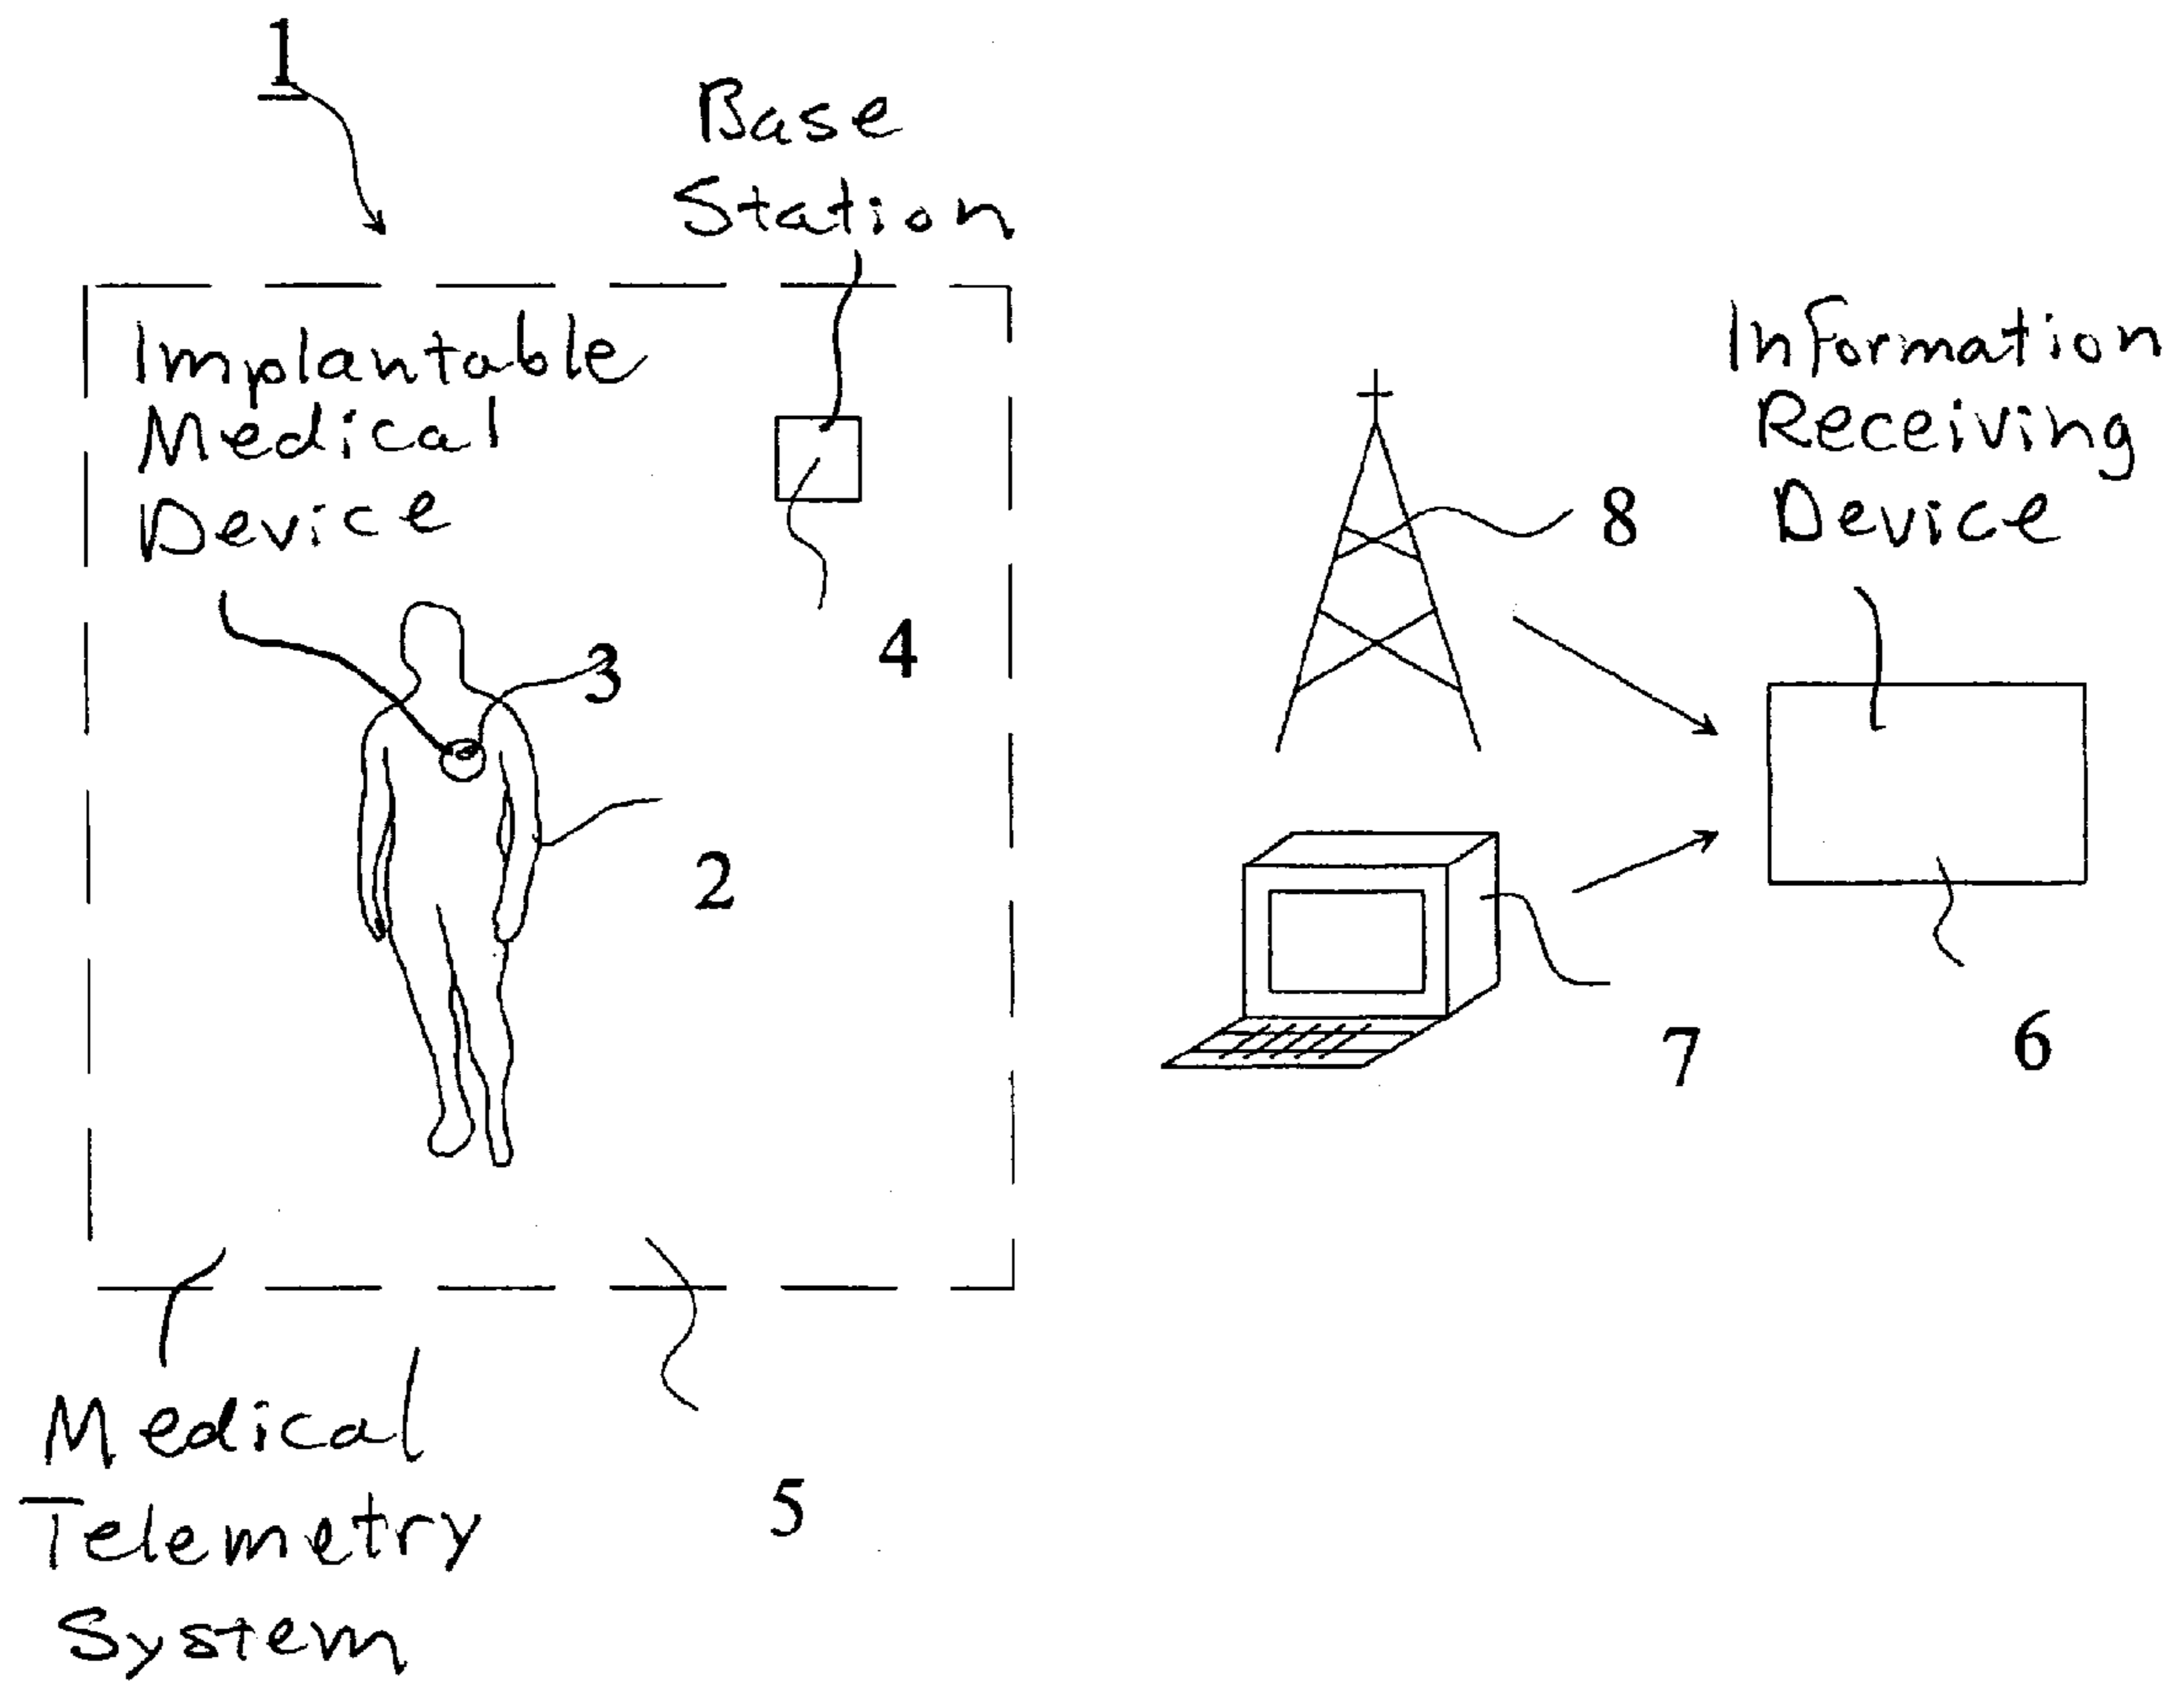 1
Base
Station
Implantable
Medical
Device
Information
Receiving
Device
8
4
3
2
7
6
5
Medical
Telemetry
System